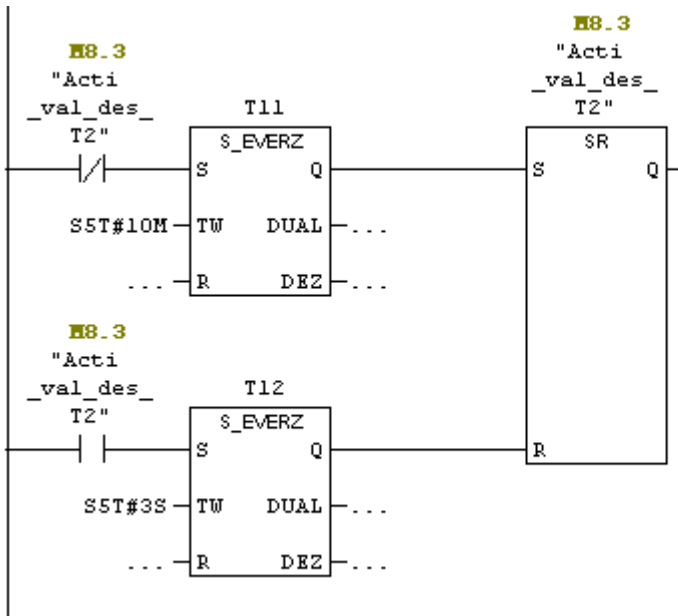 M8.3
"Acti
_val_des_
T2"
T11
S_EVERZ
S Q
S5T#10M TW DUAL ...
... R DEZ ...
M8.3
"Acti
_val_des_
T2"
SR
S Q
R
M8.3
"Acti
_val_des_
T2"
T12
S_EVERZ
S Q
S5T#3S TW DUAL ...
... R DEZ ...